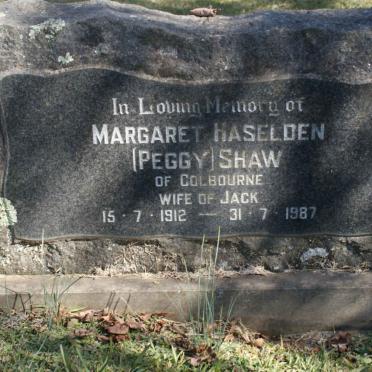 In Loving Memory of
MARGARET HASELDEN
(PEGGY) SHAW
OF COLBOURNE
WIFE OF JACK
15 · 7 · 1912 — 31 · 7 · 1987